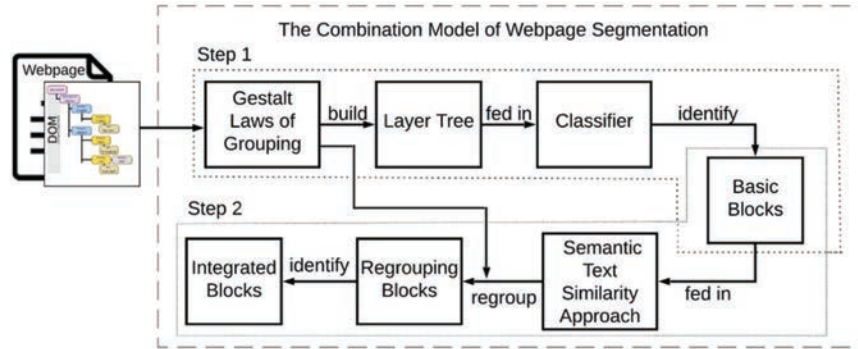 The Combination Model of Webpage Segmentation
Step 1
Webpage
DOM
Gestalt
Laws of
Grouping
build
Layer Tree
fed in
Classifier
identify
Basic
Blocks
Step 2
Integrated
Blocks
identify
Regrouping
Blocks
regroup
Semantic
Text
Similarity
Approach
fed in